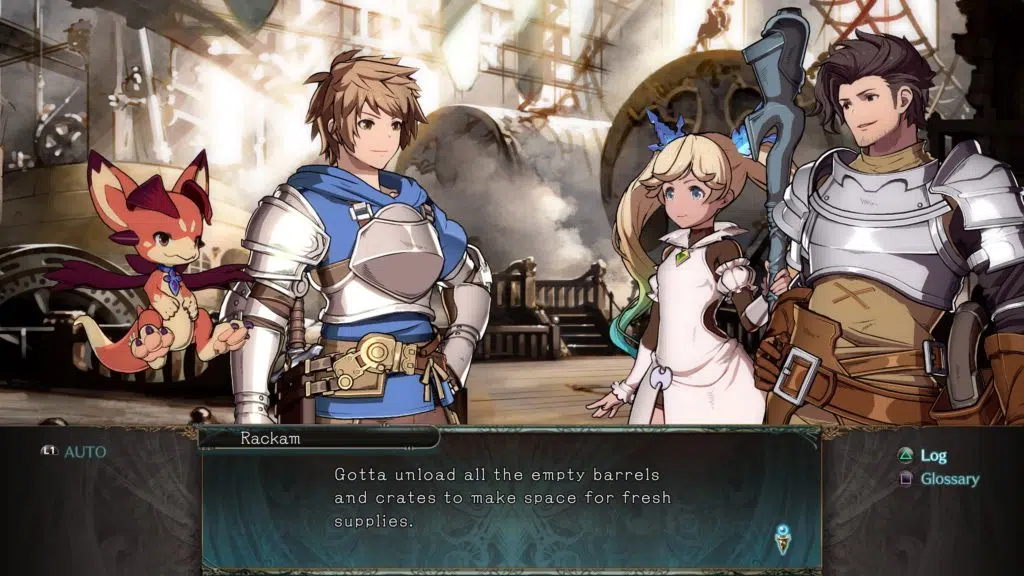 L1 AUTO
Rackam
Gotta unload all the empty barrels
and crates to make space for fresh
supplies.
Log
Glossary